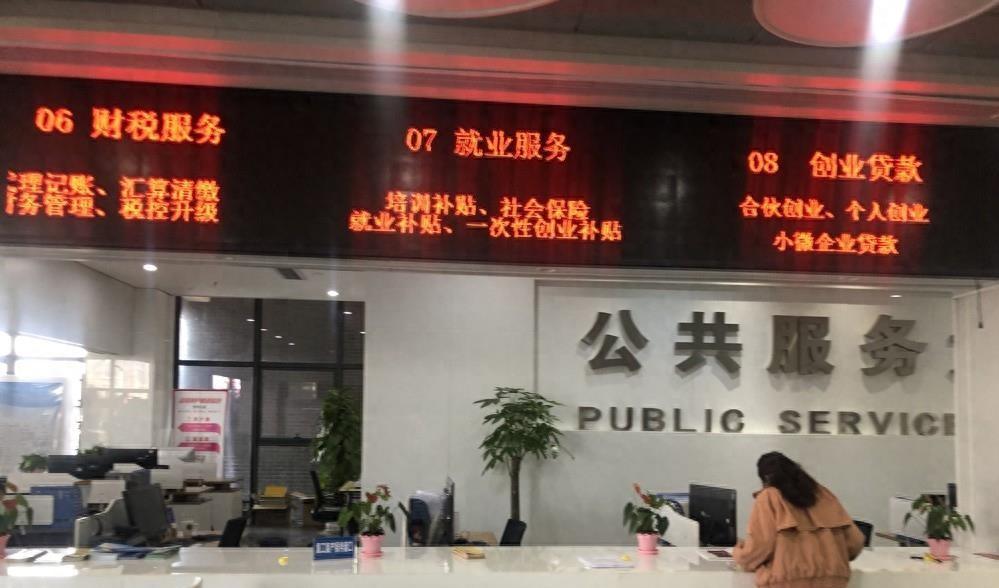 06 财税服务
理记账、汇算清缴
务管理、税控升级
07 就业服务
培训补贴、社会保险
就业补贴、一次性创业补贴
08 创业贷款
合伙创业、个人创业
小微企业贷款
公共服务
PUBLIC SERVICE